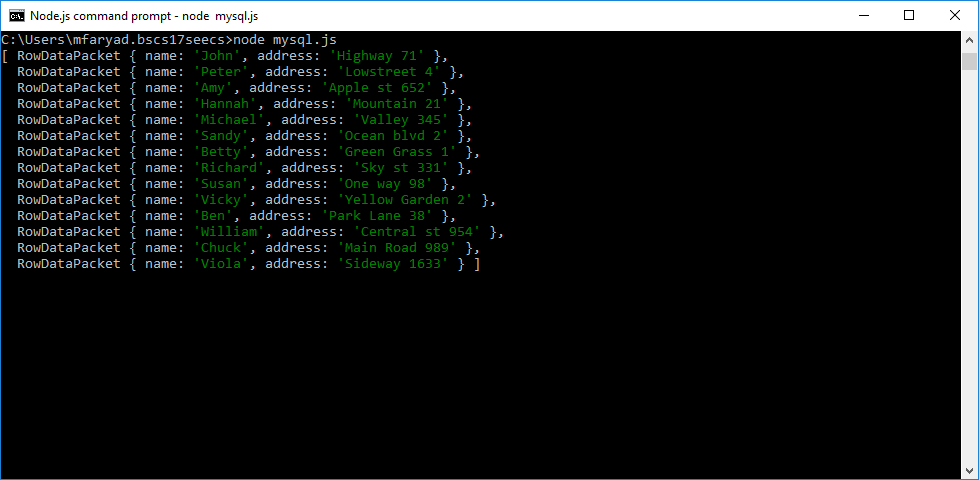 Node.js command prompt - node  mysql.js
C:\Users\mfaryad.bscs17seecs>node mysql.js
[ RowDataPacket { name: 'John', address: 'Highway 71' },
  RowDataPacket { name: 'Peter', address: 'Lowstreet 4' },
  RowDataPacket { name: 'Amy', address: 'Apple st 652' },
  RowDataPacket { name: 'Hannah', address: 'Mountain 21' },
  RowDataPacket { name: 'Michael', address: 'Valley 345' },
  RowDataPacket { name: 'Sandy', address: 'Ocean blvd 2' },
  RowDataPacket { name: 'Betty', address: 'Green Grass 1' },
  RowDataPacket { name: 'Richard', address: 'Sky st 331' },
  RowDataPacket { name: 'Susan', address: 'One way 98' },
  RowDataPacket { name: 'Vicky', address: 'Yellow Garden 2' },
  RowDataPacket { name: 'Ben', address: 'Park Lane 38' },
  RowDataPacket { name: 'William', address: 'Central st 954' },
  RowDataPacket { name: 'Chuck', address: 'Main Road 989' },
  RowDataPacket { name: 'Viola', address: 'Sideway 1633' } ]